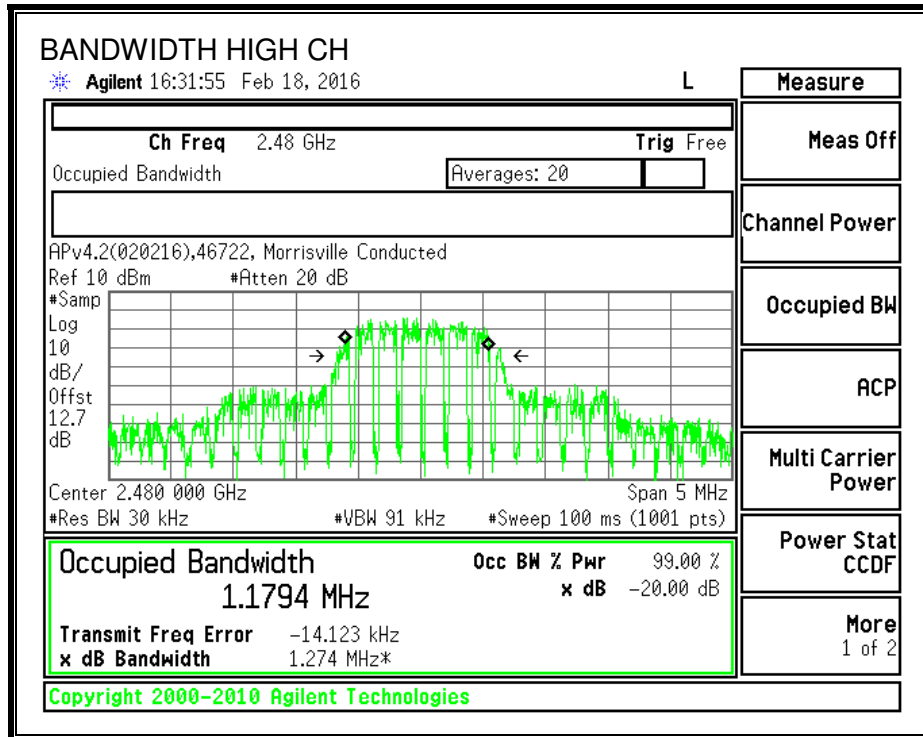 BANDWIDTH HIGH CH
Agilent 16:31:55 Feb 18, 2016 L
Measure
Ch Freq 2.48 GHz Trig Free
Meas Off
Occupied Bandwidth Averages: 20
Channel Power
APv4.2(020216),46722, Morrisville Conducted
Ref 10 dBm #Atten 20 dB
#Samp
Log
10
dB/
Offst
12.7
dB
Occupied BW
ACP
Multi Carrier
Power
Center 2.480 000 GHz Span 5 MHz
#Res BW 30 kHz #VBW 91 kHz #Sweep 100 ms (1001 pts)
Power Stat
CCDF
Occupied Bandwidth Occ BW % Pwr 99.00 %
1.1794 MHz x dB -20.00 dB
Transmit Freq Error -14.123 kHz
x dB Bandwidth 1.274 MHz*
More
1 of 2
Copyright 2000-2010 Agilent Technologies